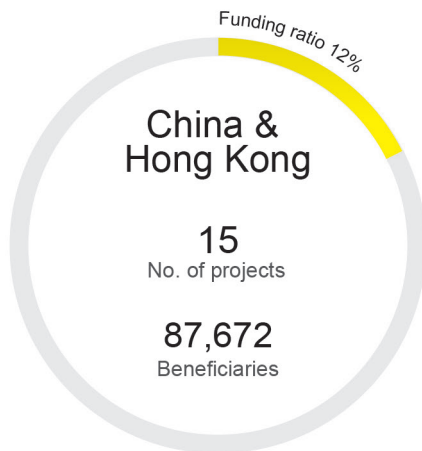 Funding ratio 12%
China &
Hong Kong
15
No. of projects
87,672
Beneficiaries